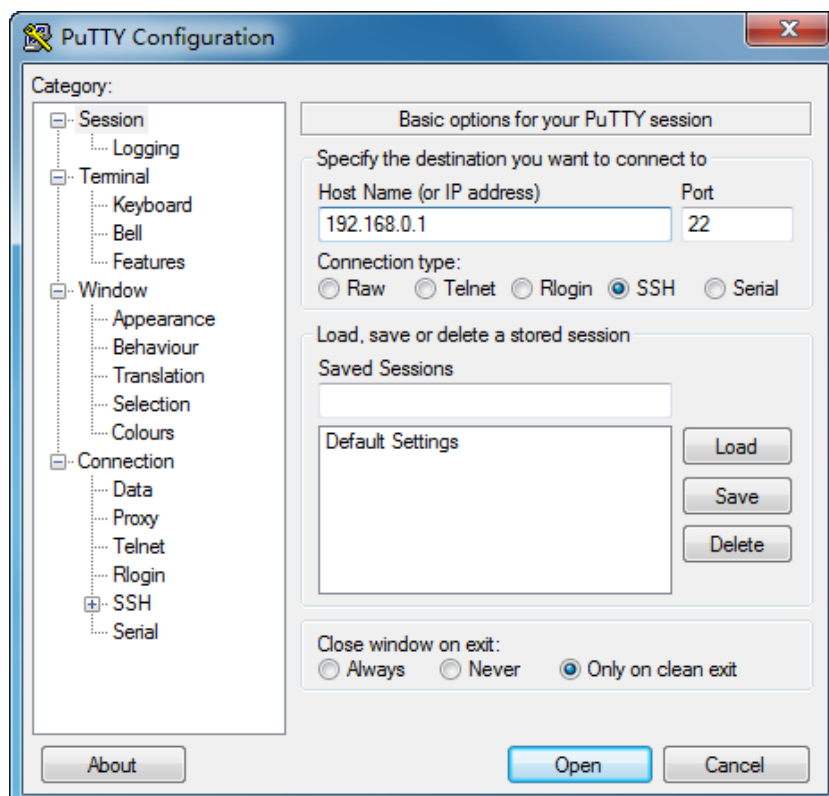 PuTTY Configuration
Category:
Session
Logging
Terminal
Keyboard
Bell
Features
Window
Appearance
Behaviour
Translation
Selection
Colours
Connection
Data
Proxy
Telnet
Rlogin
SSH
Serial
Basic options for your PuTTY session
Specify the destination you want to connect to
Host Name (or IP address) Port
192.168.0.1 22
Connection type:
Raw Telnet Rlogin SSH Serial
Load, save or delete a stored session
Saved Sessions
Default Settings
Load
Save
Delete
Close window on exit:
Always Never Only on clean exit
About Open Cancel